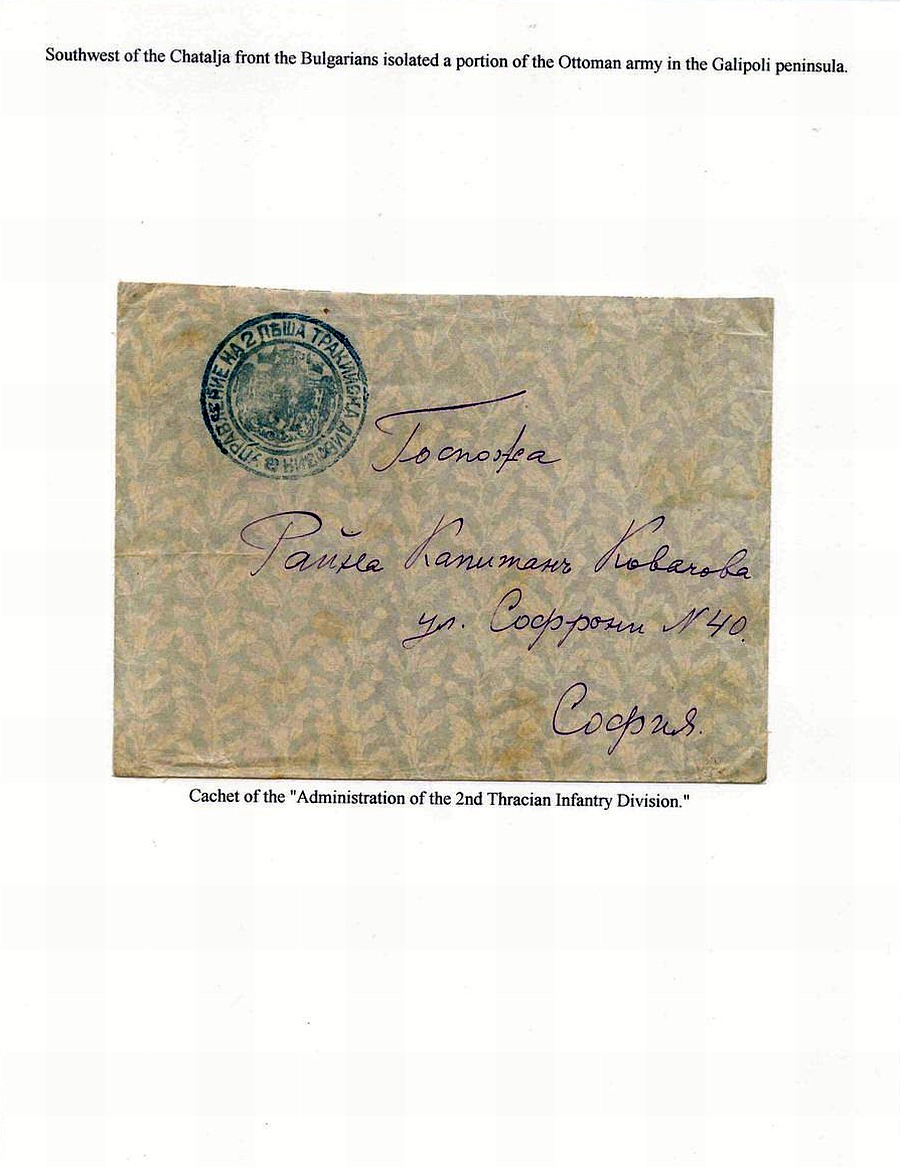 Southwest of the Chatalja front the Bulgarians isolated a portion of the Ottoman army in the Galipoli peninsula.
УПРАВЛЕНИЕ НА 2 ПѢША ТРАКИЙСКА ДИВИЗИЯ
Госпожа
Райна Капитанъ Ковачова
ул. Софрони N 40.
София.
Cachet of the "Administration of the 2nd Thracian Infantry Division."